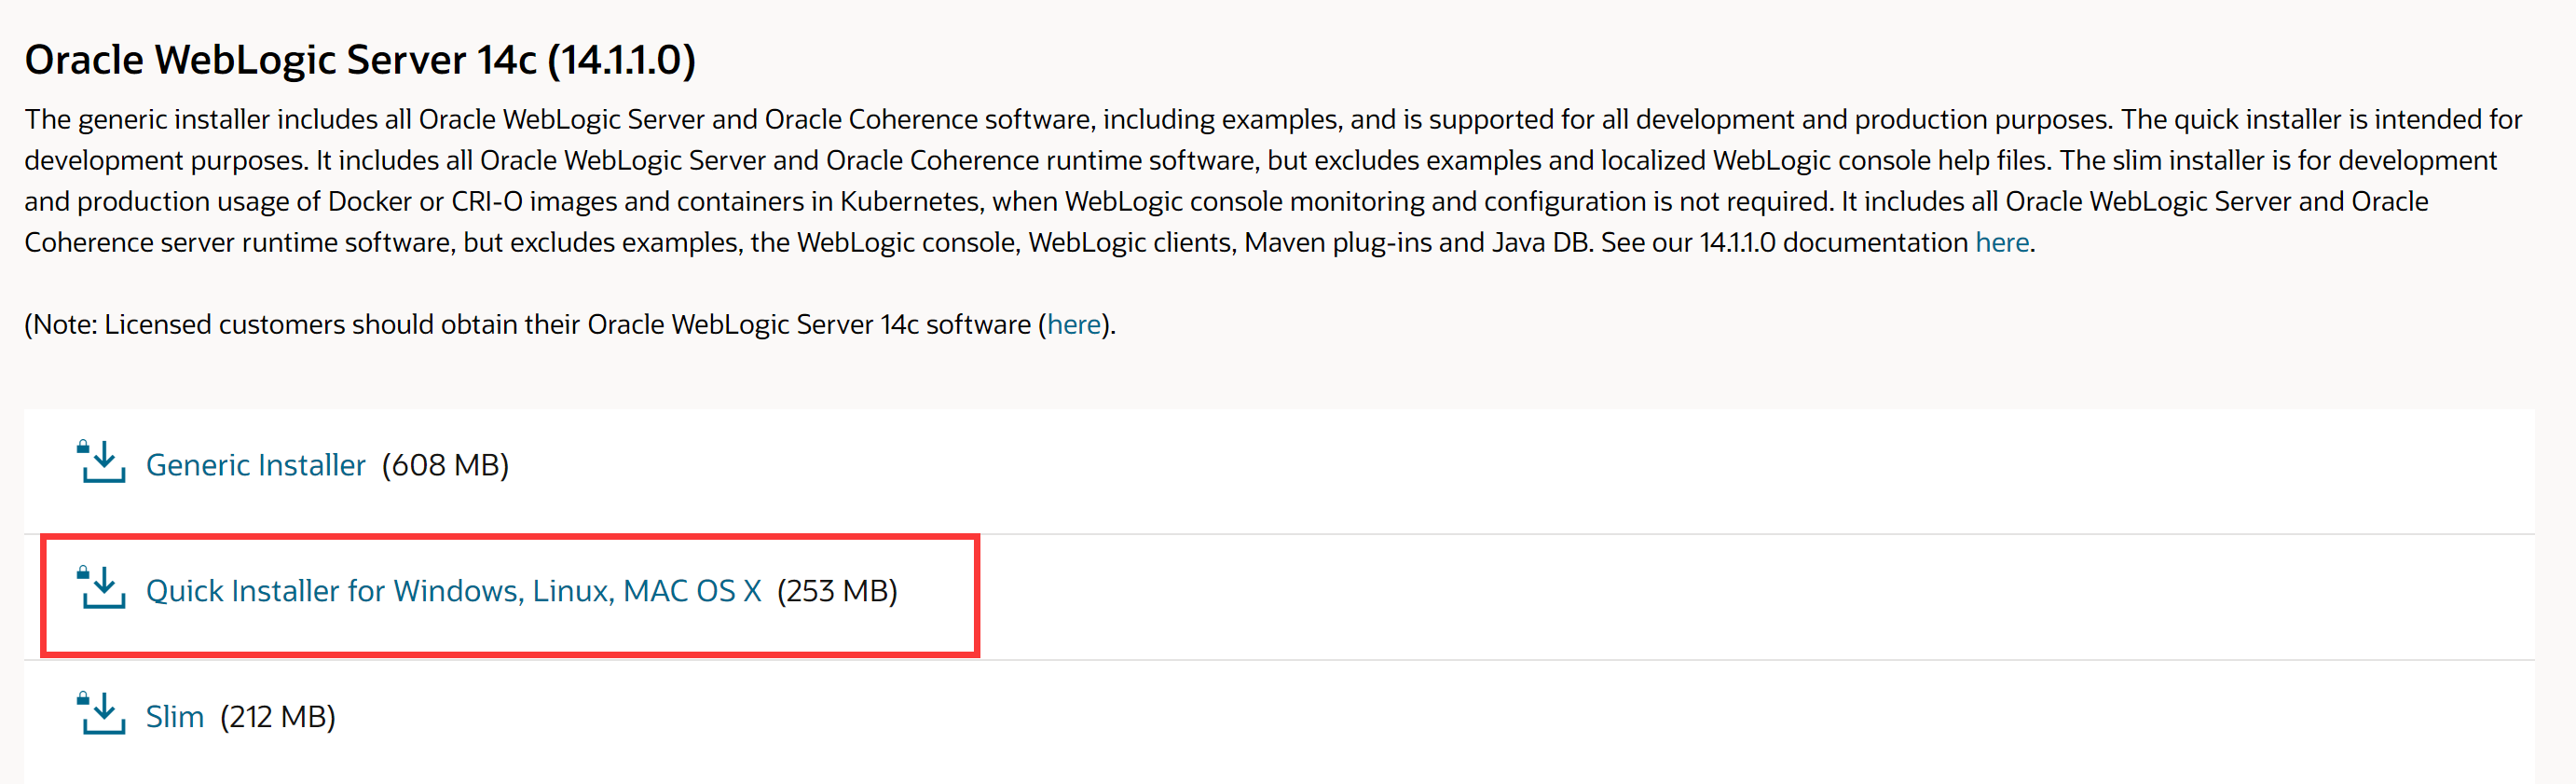 Oracle WebLogic Server 14c (14.1.1.0)
The generic installer includes all Oracle WebLogic Server and Oracle Coherence software, including examples, and is supported for all development and production purposes. The quick installer is intended for
development purposes. It includes all Oracle WebLogic Server and Oracle Coherence runtime software, but excludes examples and localized WebLogic console help files. The slim installer is for development
and production usage of Docker or CRI-O images and containers in Kubernetes, when WebLogic console monitoring and configuration is not required. It includes all Oracle WebLogic Server and Oracle
Coherence server runtime software, but excludes examples, the WebLogic console, WebLogic clients, Maven plug-ins and Java DB. See our 14.1.1.0 documentation here.
(Note: Licensed customers should obtain their Oracle WebLogic Server 14c software (here).
Generic Installer (608 MB)
Quick Installer for Windows, Linux, MAC OS X (253 MB)
Slim (212 MB)